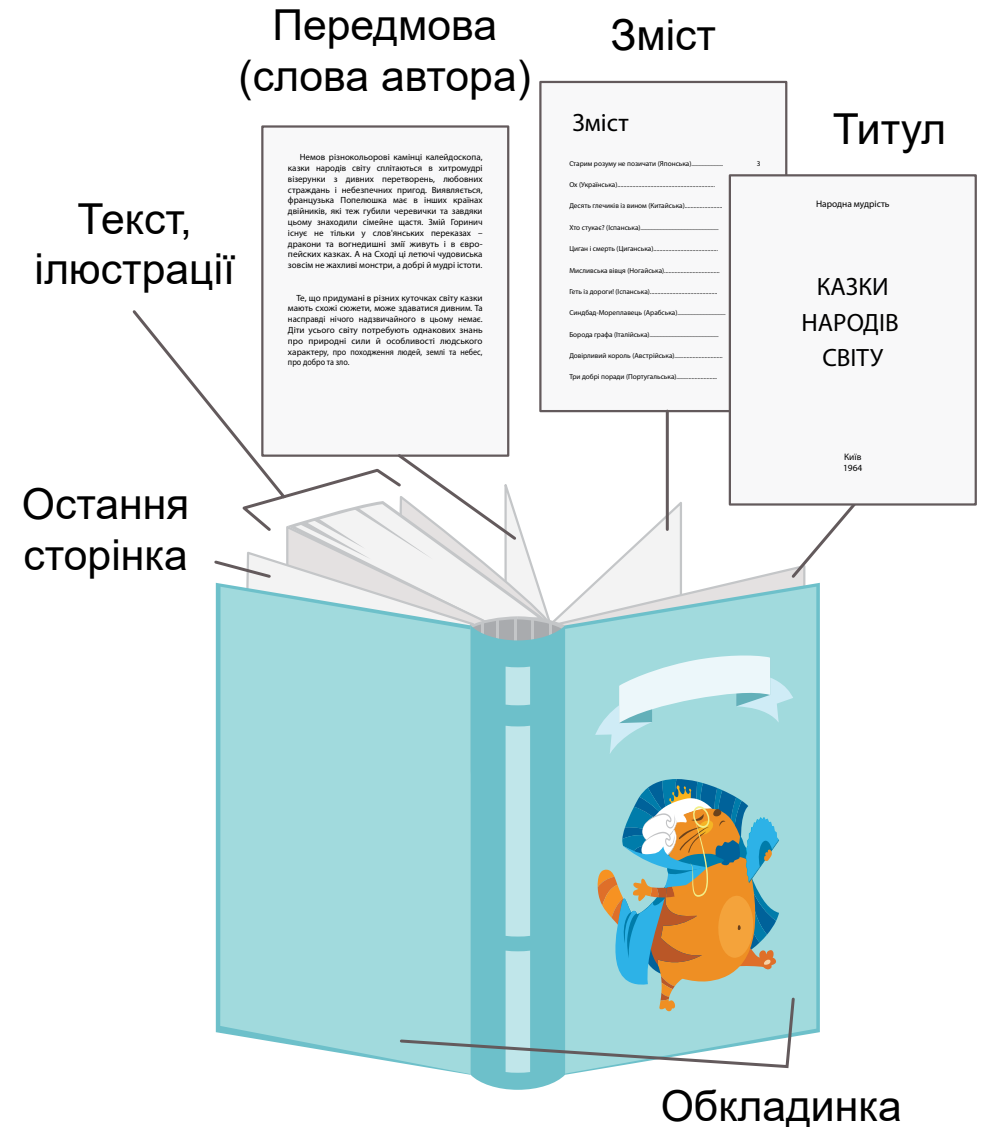 Передмова
(слова автора)
Зміст
Титул
Текст,
ілюстрації
Немов різнокольорові камінці калейдоскопа,
казки народів світу сплітаються в хитромудрі
візерунки з дивних перетворень, любовних
страждань і небезпечних пригод. Виявляється,
французька Попелюшка має в інших країнах
двійників, які теж губили черевички та завдяки
цьому знаходили сімейне щастя. Змій Горинич
існує не тільки у слов'янських переказах –
дракони та вогнедишні змії живуть і в євро-
пейских казках. А на Сході ці летючі чудовиська
зовсім не жахливі монстри, а добрі й мудрі істоти.
Те, що придумані в різних куточках світу казки
мають схожі сюжети, може здаватися дивним. Та
насправді нічого надзвичайного в цьому немає.
Діти усього світу потребують однакових знань
про природні сили й особливості людського
характеру, про походження людей, землі та небес,
про добро та зло.
Зміст
Старим розуму не позичати (Японська)..................... 3
Ох (Українська)..................................................................
Десять глечиків із вином (Китайська).........................
Хто стукає? (Іспанська).....................................................
Циган і смерть (Циганська)............................................
Мисливська вівця (Ногайська)......................................
Геть із дороги! (Іспанська)..............................................
Синдбад-Мореплавець (Арабська)................................
Борода графа (Італійська)...............................................
Довірливий король (Австрійська)................................
Три добрі поради (Португальська)...........................
Народна мудрість
КАЗКИ
НАРОДІВ
СВІТУ
Київ
1964
Остання
сторінка
Обкладинка